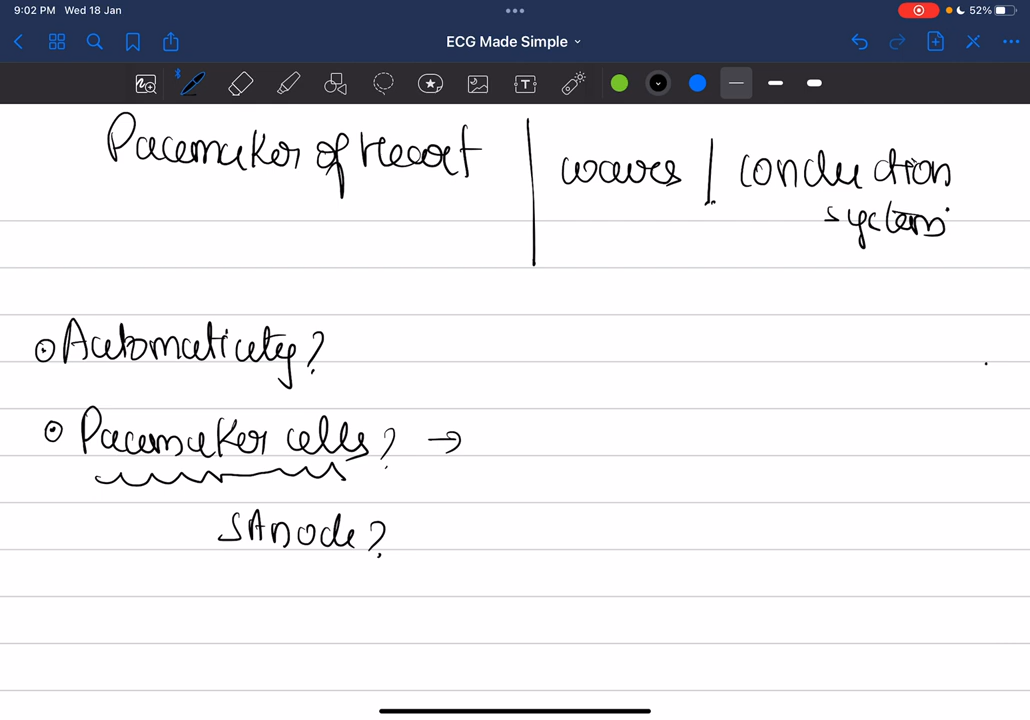 9:02 PM Wed 18 Jan
52%
ECG Made Simple
Pacemaker of Heart | waves | conduction
system
Automaticity?
Pacemaker cells? →
SA node?